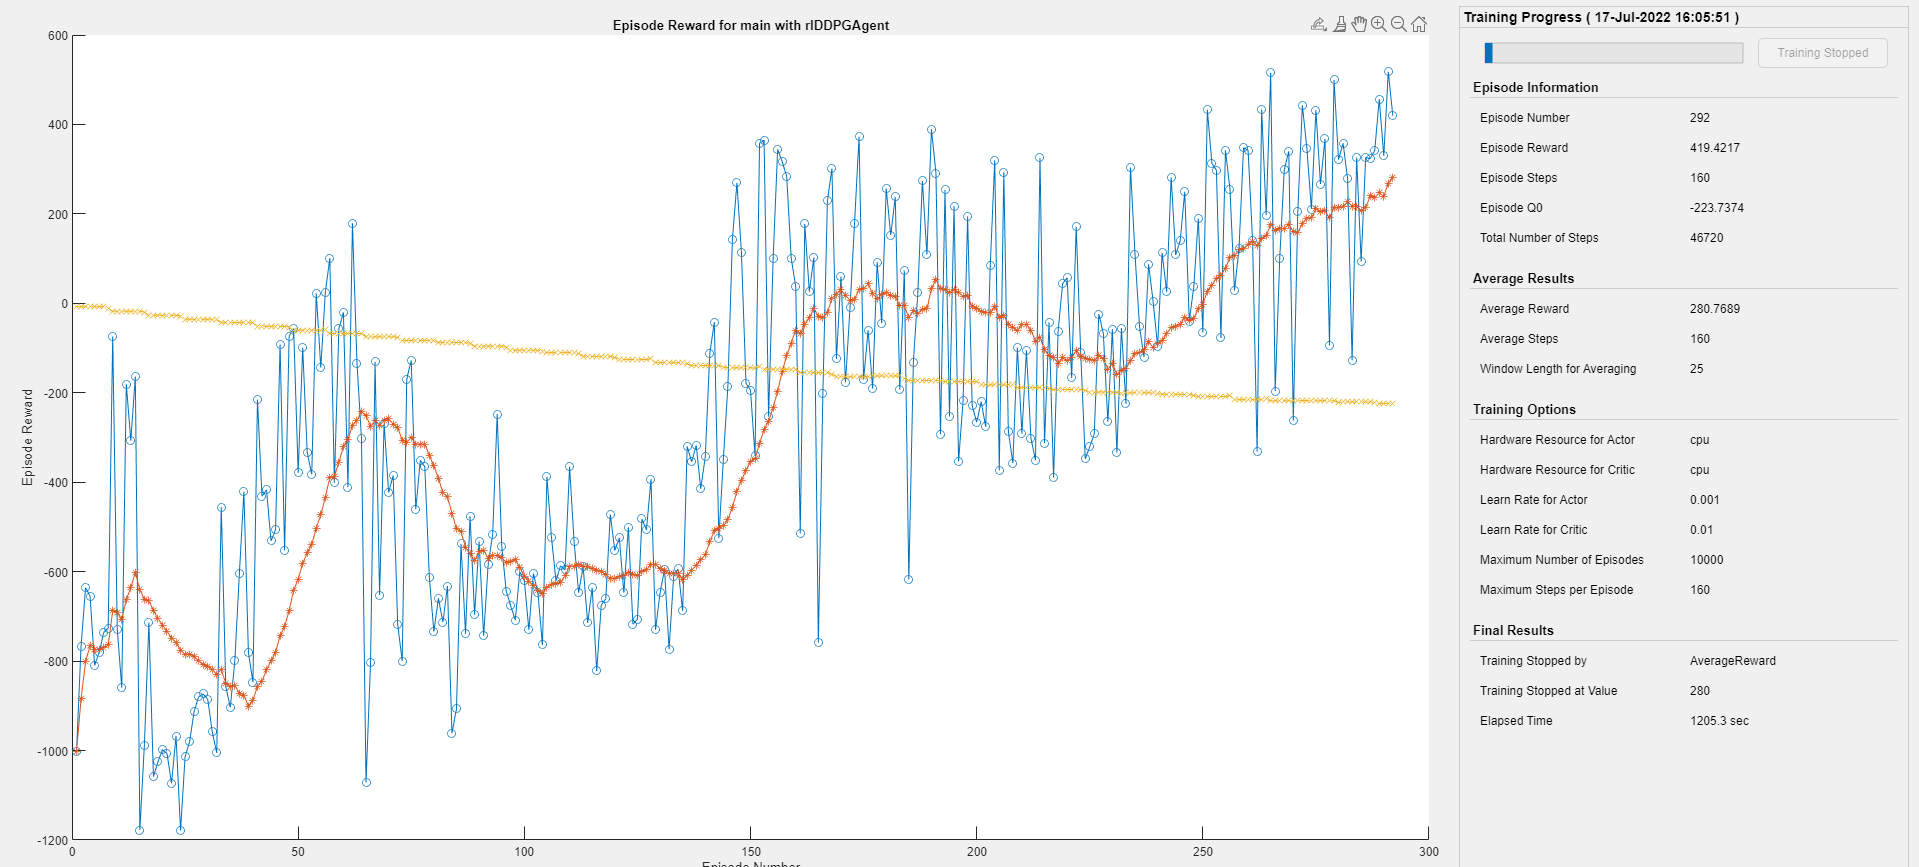 Episode Reward for main with rlDDPGAgent
600
400
200
0
-200
-400
-600
-800
-1000
-1200
Episode Reward
0 50 100 150 200 250 300
Episode Number
Training Progress ( 17-Jul-2022 16:05:51 )
Training Stopped
Episode Information
Episode Number 292
Episode Reward 419.4217
Episode Steps 160
Episode Q0 -223.7374
Total Number of Steps 46720
Average Results
Average Reward 280.7689
Average Steps 160
Window Length for Averaging 25
Training Options
Hardware Resource for Actor cpu
Hardware Resource for Critic cpu
Learn Rate for Actor 0.001
Learn Rate for Critic 0.01
Maximum Number of Episodes 10000
Maximum Steps per Episode 160
Final Results
Training Stopped by AverageReward
Training Stopped at Value 280
Elapsed Time 1205.3 sec